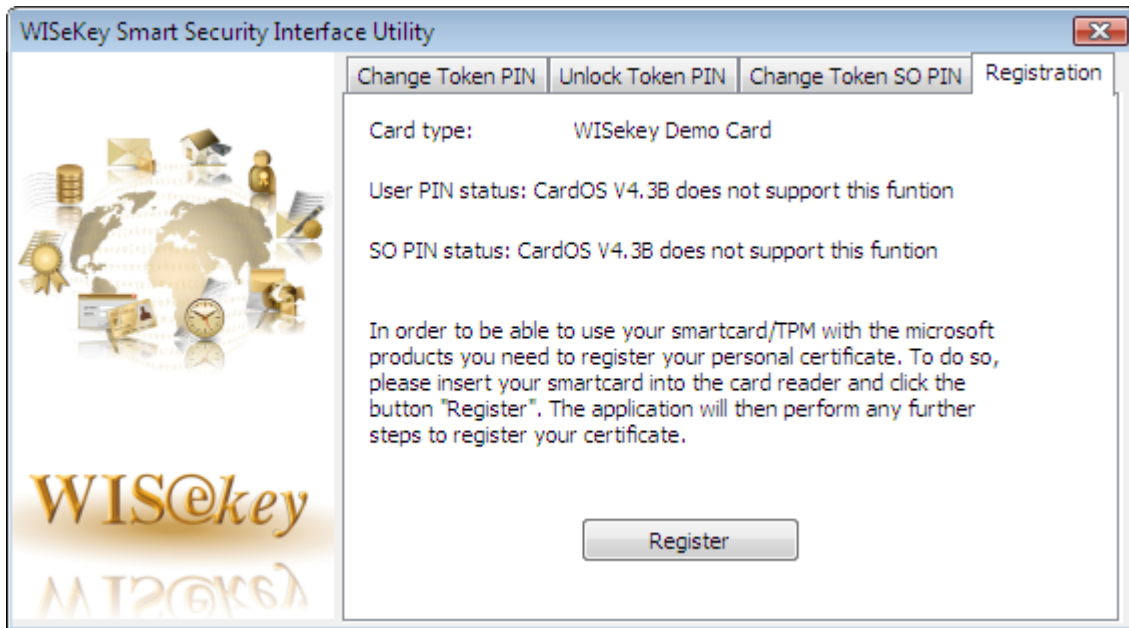 WISeKey Smart Security Interface Utility
Change Token PIN Unlock Token PIN Change Token SO PIN Registration
Card type: WISekey Demo Card
User PIN status: CardOS V4.3B does not support this funtion
SO PIN status: CardOS V4.3B does not support this funtion
In order to be able to use your smartcard/TPM with the microsoft
products you need to register your personal certificate. To do so,
please insert your smartcard into the card reader and click the
button "Register". The application will then perform any further
steps to register your certificate.
WIS@key
Register